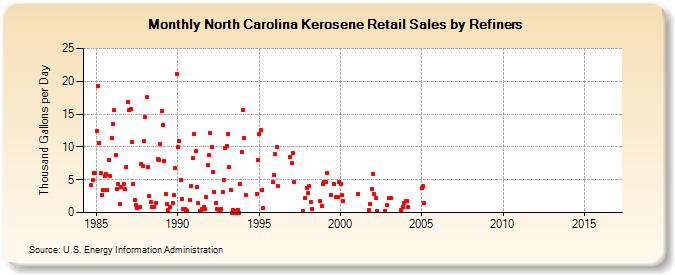 Monthly North Carolina Kerosene Retail Sales by Refiners
Thousand Gallons per Day
25
20
15
10
5
0
1985 1990 1995 2000 2005 2010 2015
Source: U.S. Energy Information Administration